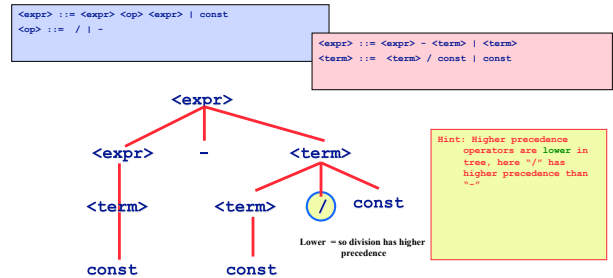 <expr> ::= <expr> <op> <expr> | const
<op> ::= / | -
<expr> ::= <expr> - <term> | <term>
<term> ::= <term> / const | const
<expr>
<expr> - <term>
<term> <term> / const
const const
Lower = so division has higher
precedence
Hint: Higher precedence
operators are lower in
tree, here “/” has
higher precedence than
“-”